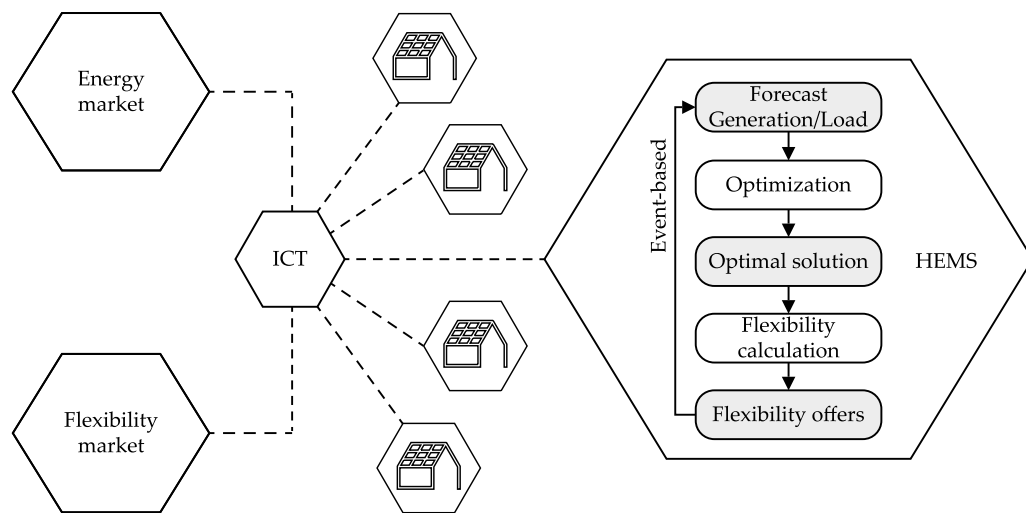 Energy
market
ICT
Flexibility
market
Event-based
Forecast
Generation/Load
Optimization
Optimal solution
HEMS
Flexibility
calculation
Flexibility offers